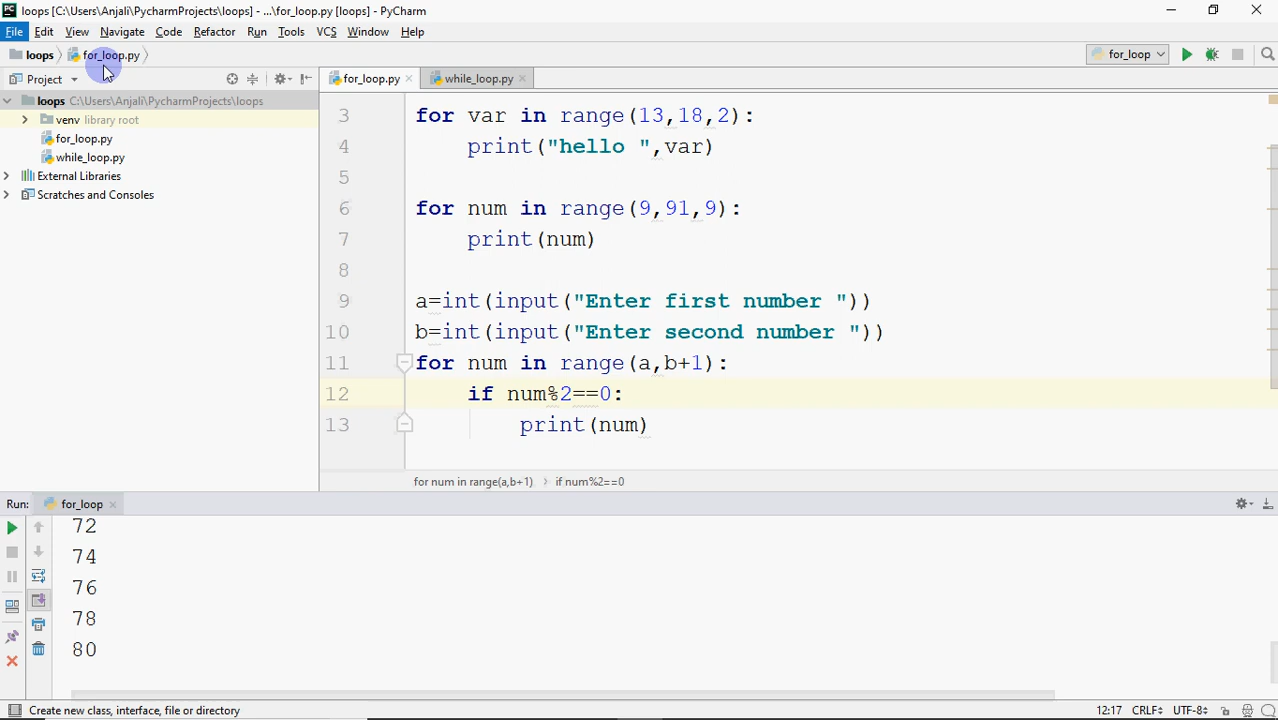 loops [C:\Users\Anjali\PycharmProjects\loops] - ...\for_loop.py [loops] - PyCharm
File Edit View Navigate Code Refactor Run Tools VCS Window Help
loops for_loop.py for_loop
Project for_loop.py while_loop.py
loops C:\Users\Anjali\PycharmProjects\loops
venv library root
for_loop.py
while_loop.py
External Libraries
Scratches and Consoles
3 for var in range(13,18,2):
4 print("hello ",var)
5
6 for num in range(9,91,9):
7 print(num)
8
9 a=int(input("Enter first number "))
10 b=int(input("Enter second number "))
11 for num in range(a,b+1):
12 if num%2==0:
13 print(num)
for num in range(a,b+1) › if num%2==0
Run: for_loop
72
74
76
78
80
Create new class, interface, file or directory 12:17 CRLF UTF-8